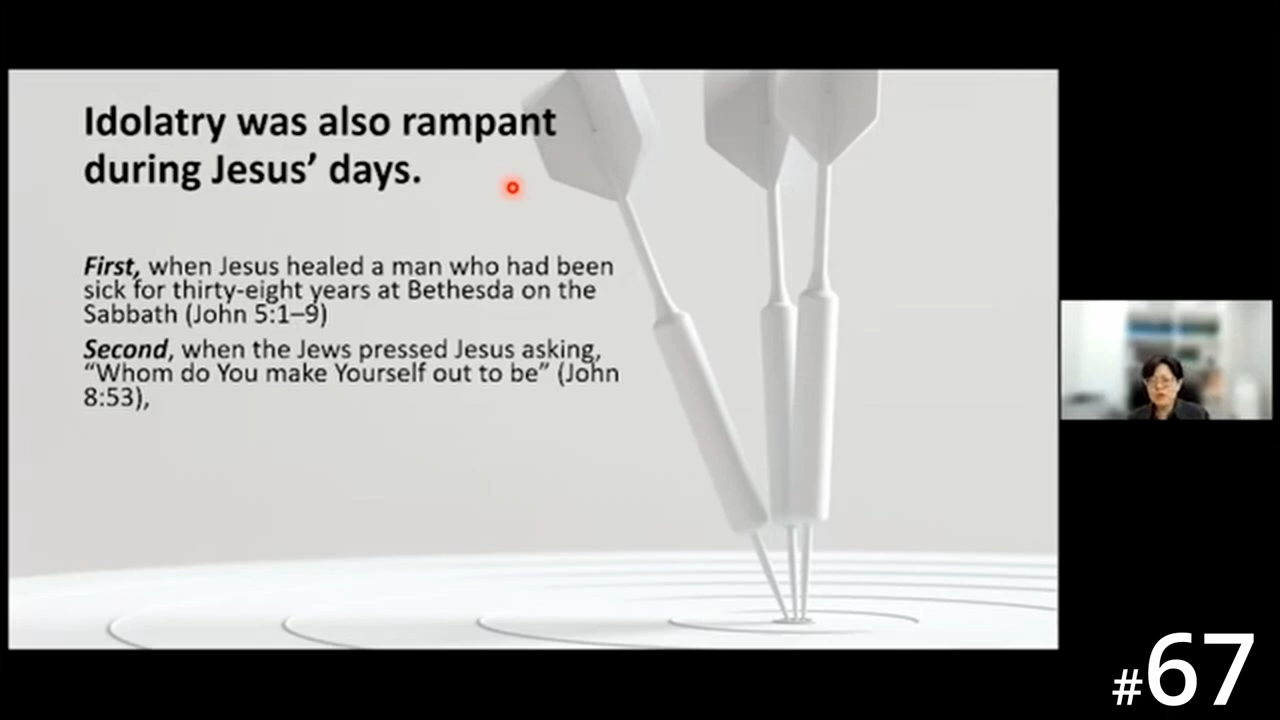 Idolatry was also rampant
during Jesus’ days.
First, when Jesus healed a man who had been
sick for thirty-eight years at Bethesda on the
Sabbath (John 5:1–9)
Second, when the Jews pressed Jesus asking,
“Whom do You make Yourself out to be” (John
8:53),
#67